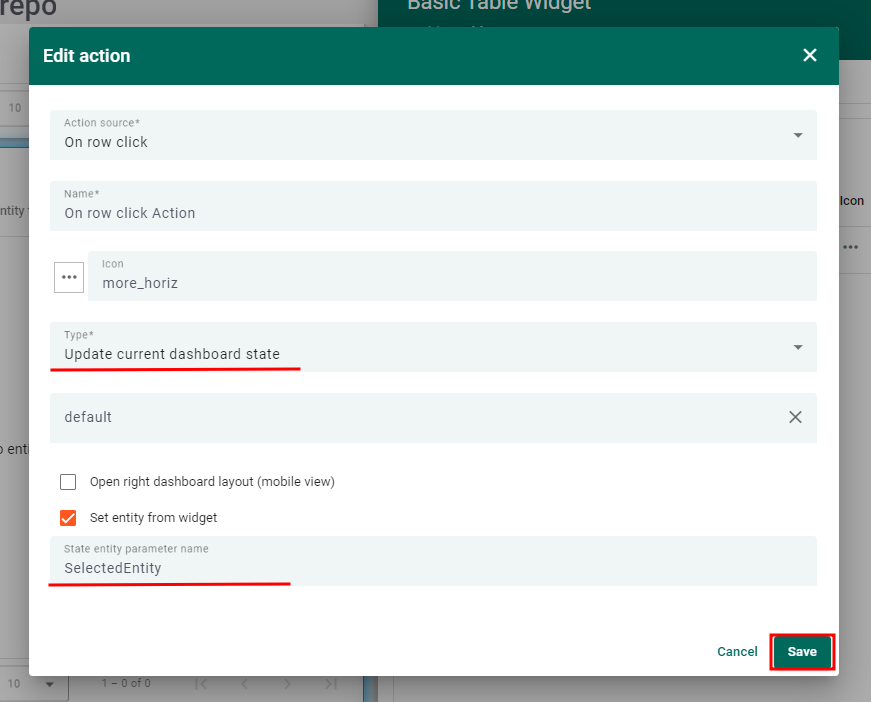 repo
Basic Table Widget
Edit action
10
Action source*
On row click
Name*
On row click Action
Icon
Icon
more_horiz
Type*
Update current dashboard state
default
Open right dashboard layout (mobile view)
Set entity from widget
State entity parameter name
SelectedEntity
Cancel
Save
10
1 – 0 of 0